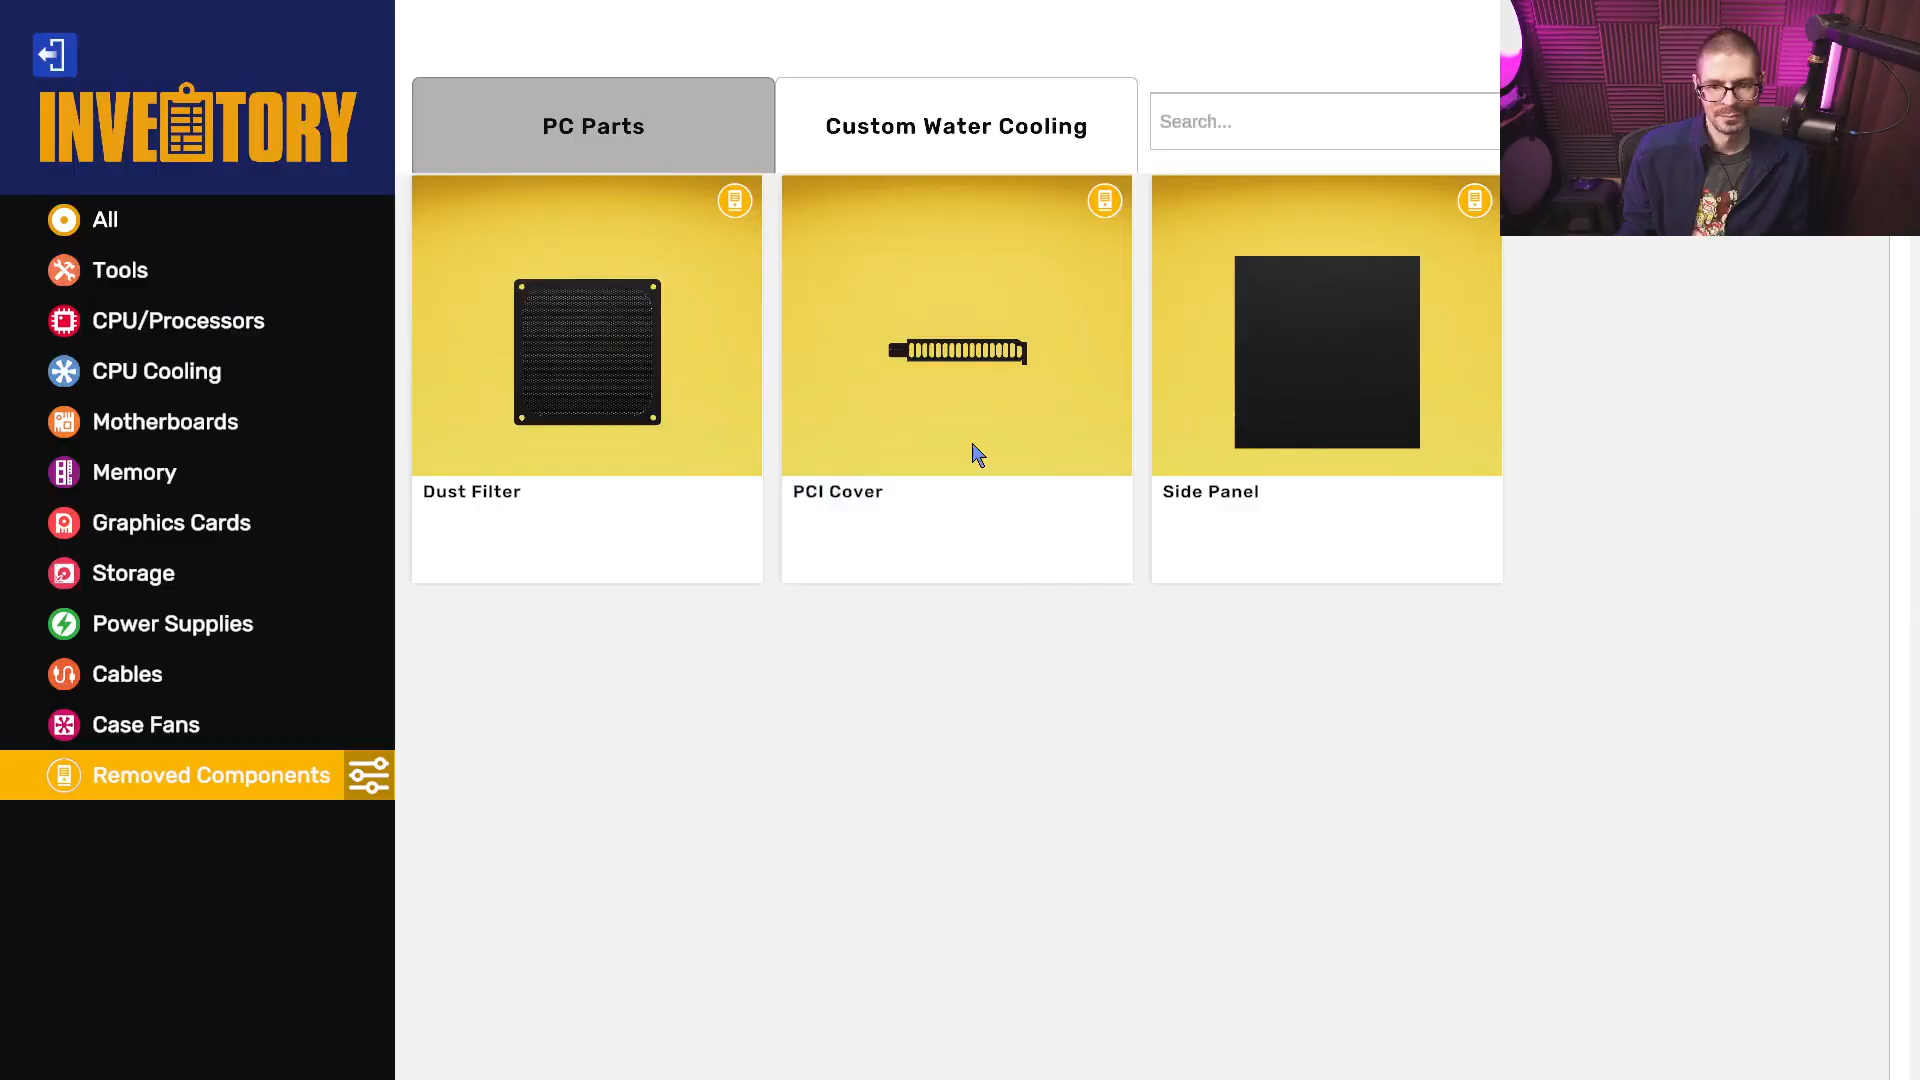 INVENTORY
All
Tools
CPU/Processors
CPU Cooling
Motherboards
Memory
Graphics Cards
Storage
Power Supplies
Cables
Case Fans
Removed Components
PC Parts
Custom Water Cooling
Search...
Dust Filter
PCI Cover
Side Panel